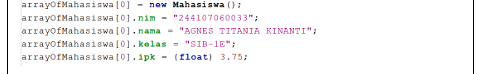 arrayOfMahasiswa[0] = new Mahasiswa();
arrayOfMahasiswa[0].nim = "244107060033";
arrayOfMahasiswa[0].nama = "AGNES TITANIA KINANTI";
arrayOfMahasiswa[0].kelas = "SIB-1E";
arrayOfMahasiswa[0].ipk = (float) 3.75;